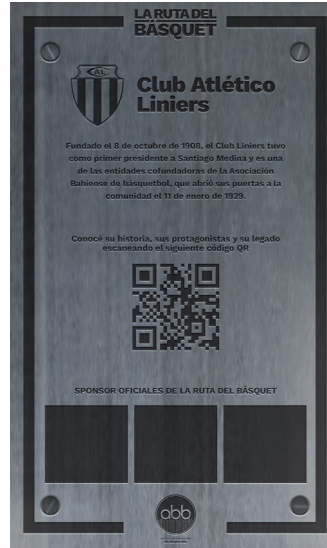 LA RUTA DEL
BÁSQUET
CAL
Club Atlético
Liniers
Fundado el 8 de octubre de 1908, el Club Liniers tuvo
como primer presidente a Santiago Medina y es una
de las entidades cofundadoras de la Asociación
Bahiense de básquetbol, que abrió sus puertas a la
comunidad el 11 de enero de 1929.
Conocé su historia, sus protagonistas y su legado
escaneando el siguiente código QR
SPONSOR OFICIALES DE LA RUTA DEL BÁSQUET
abb